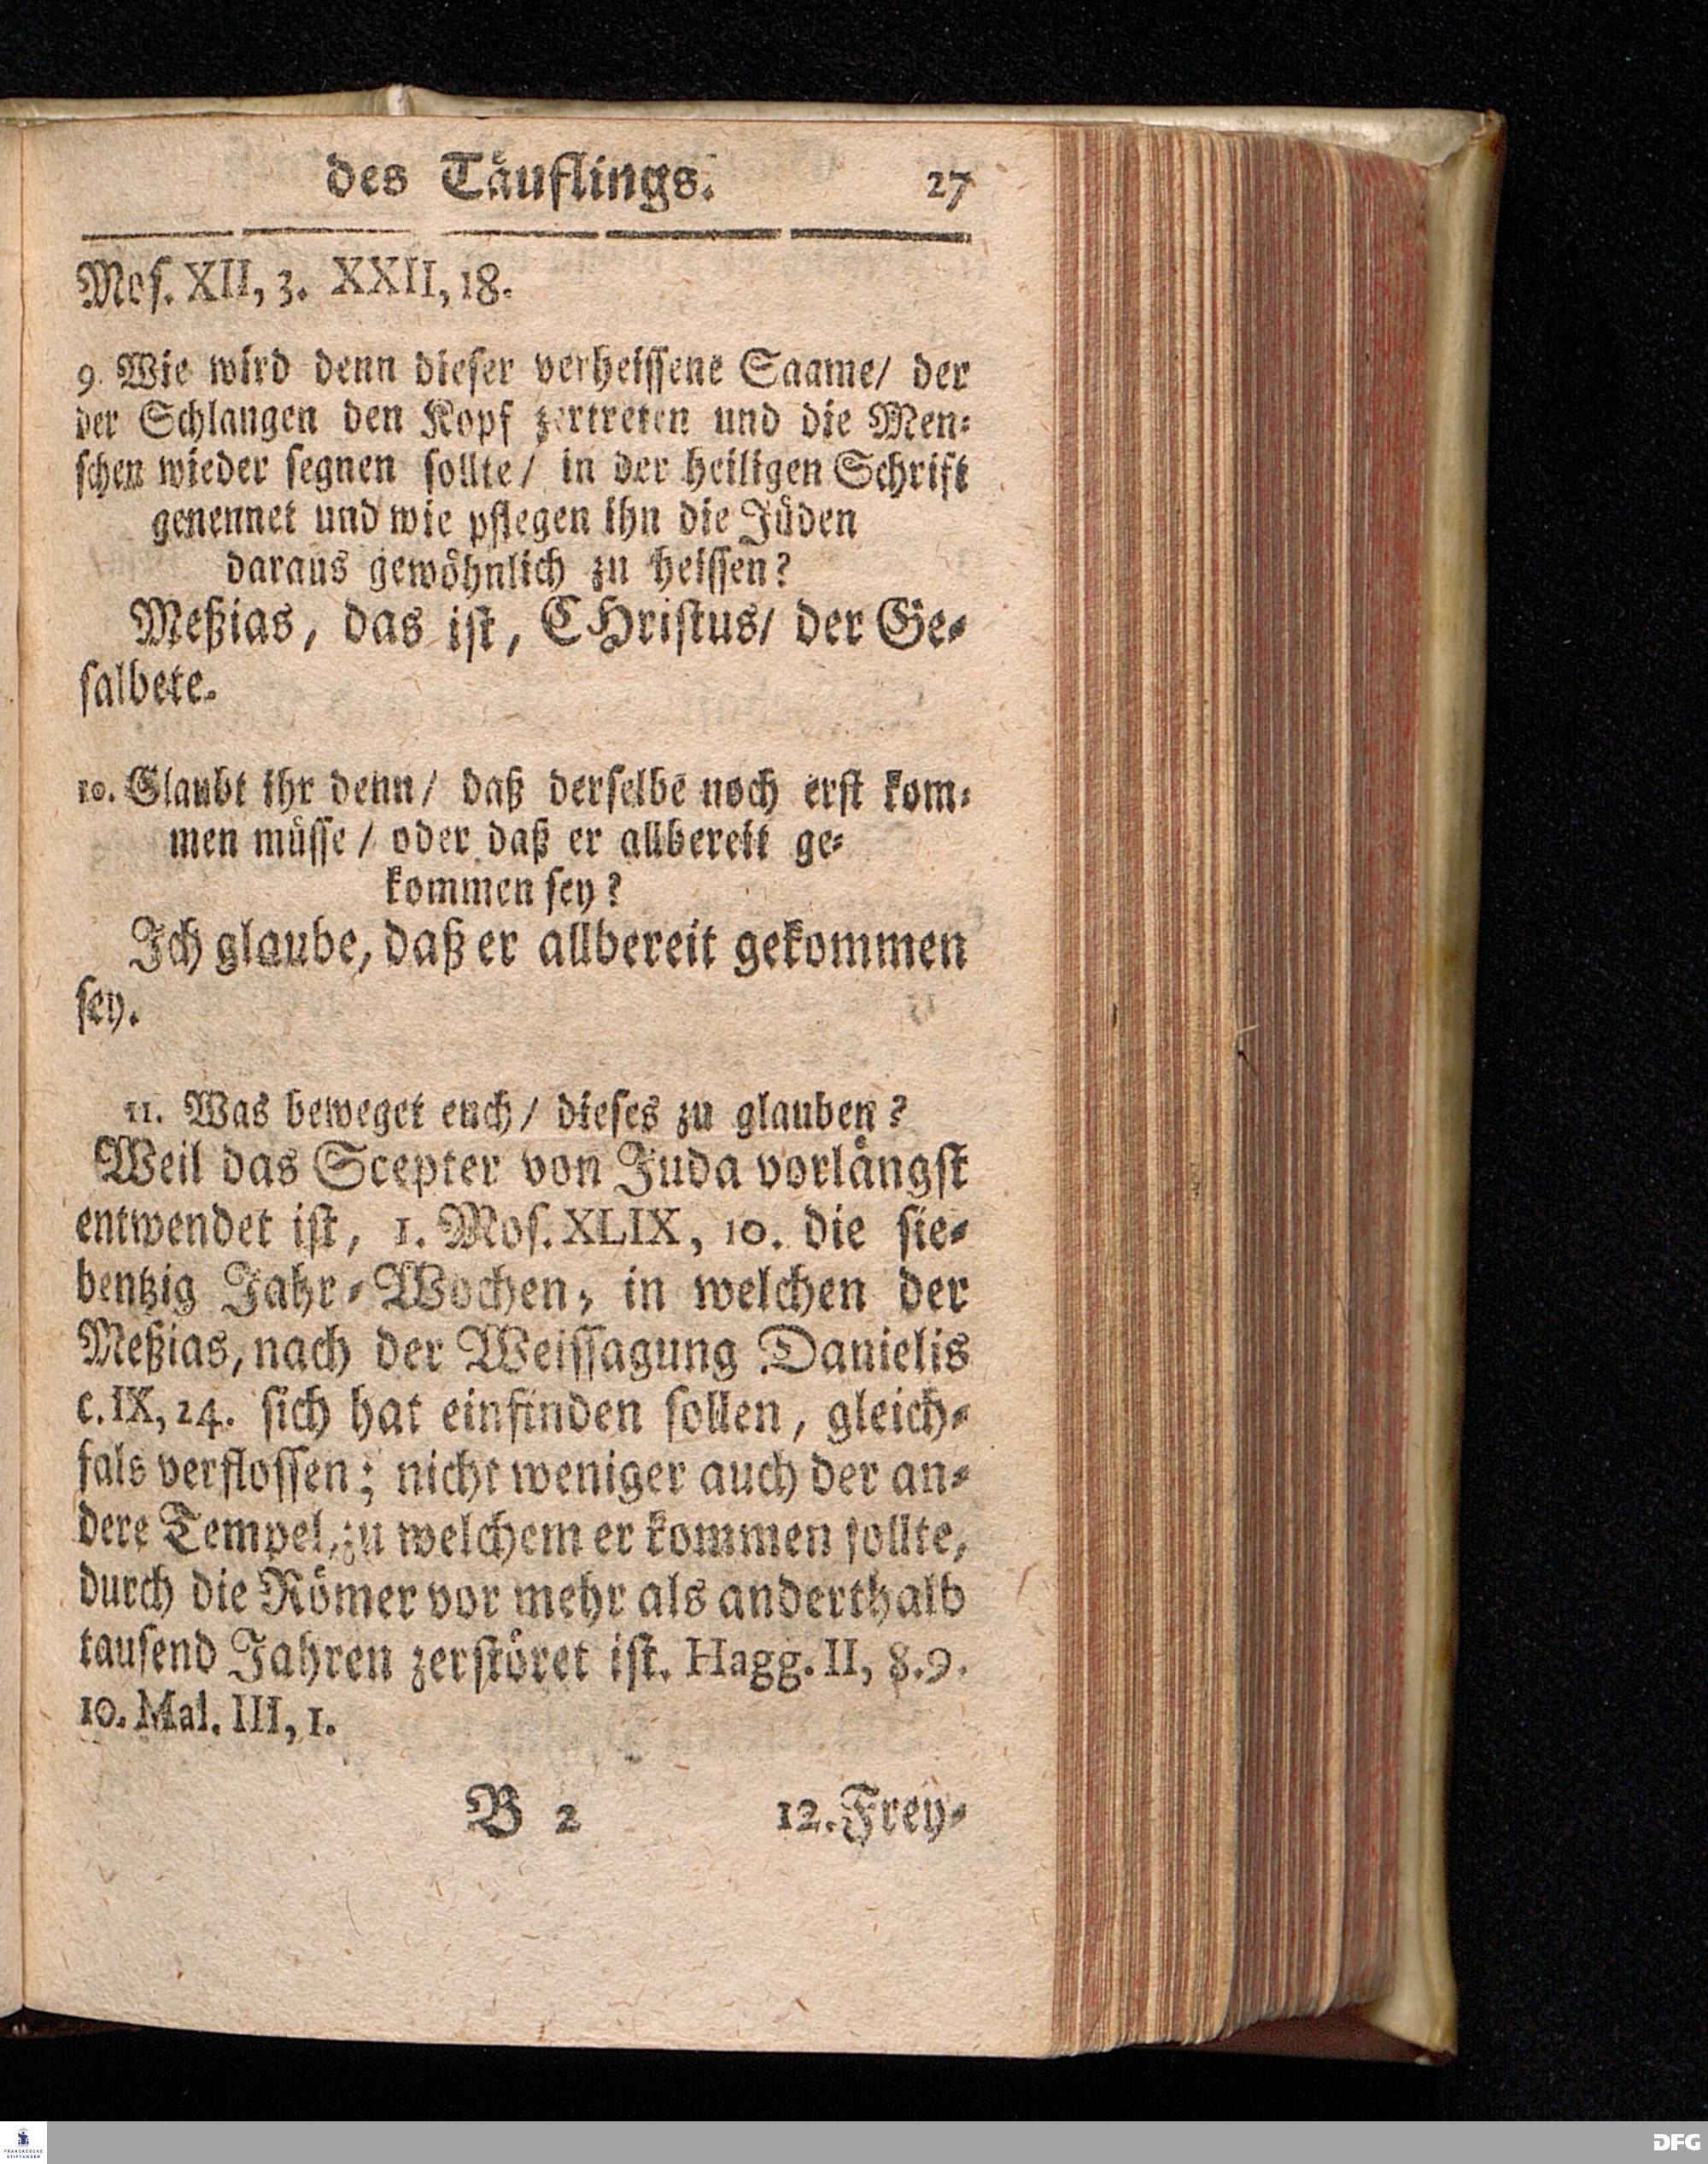 des Täuflings. 27
Mos. XII, 3. XXII, 18.
9. Wie wird denn dieser verheissene Saame/ der
der Schlangen den Kopf zertreten und die Men-
schen wieder segnen sollte/ in der heiligen Schrift
genennet und wie pflegen ihn die Jüden
daraus gewöhnlich zu heissen?
Meßias, das ist, CHristus/ der Ge-
salbete.
10. Glaubt ihr denn/ daß derselbe noch erst kom-
men müsse/ oder daß er allbereit ge-
kommen sey?
Ich glaube, daß er allbereit gekommen
sey.
11. Was beweget euch/ dieses zu glauben?
Weil das Scepter von Juda vorlängst
entwendet ist, 1. Mos. XLIX, 10. die sie-
bentzig Jahr-Wochen, in welchen der
Meßias, nach der Weissagung Danielis
c. IX, 24. sich hat einfinden sollen, gleich-
fals verflossen; nicht weniger auch der an-
dere Tempel, zu welchem er kommen sollte,
durch die Römer vor mehr als anderthalb
tausend Jahren zerstöret ist. Hagg. II, 8.9.
10. Mal. III, 1.
B 2 12. Frey-
FRANCKESCHE
STIFTUNGEN
DFG